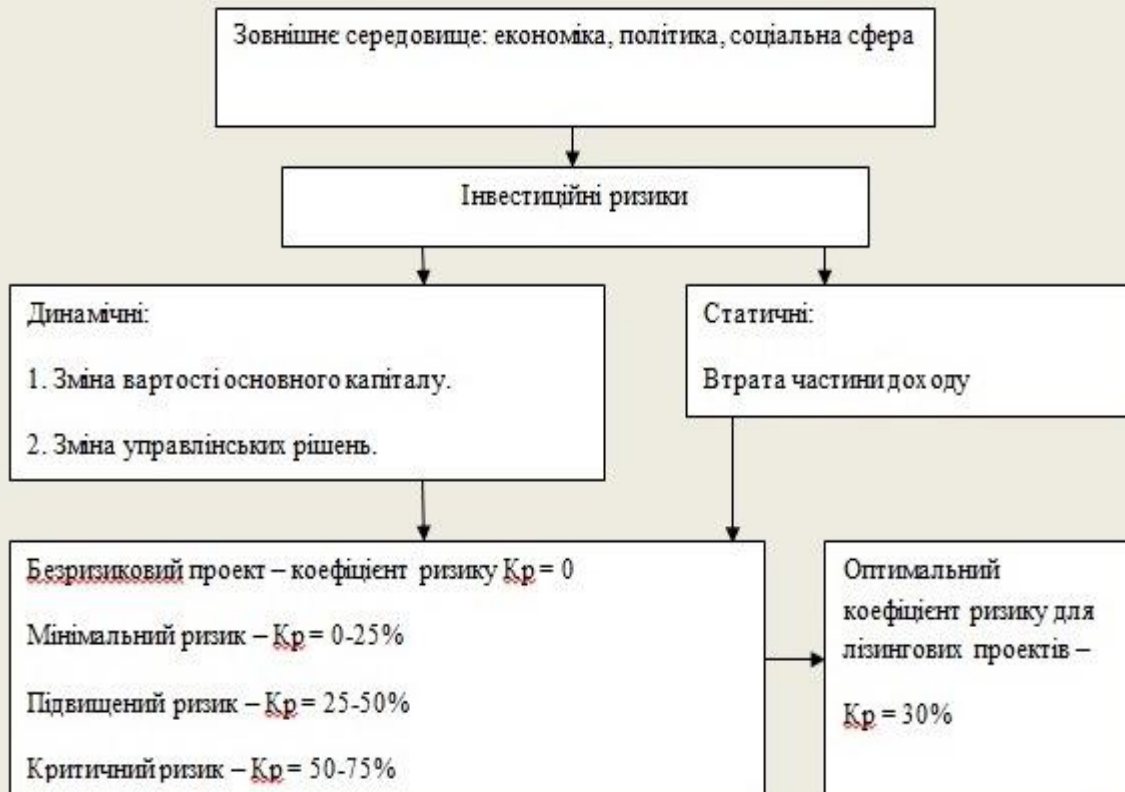 Зовнішнє середовище: економіка, політика, соціальна сфера
Інвестиційні ризики
Динамічні:
1. Зміна вартості основного капіталу.
2. Зміна управлінських рішень.
Статичні:
Втрата частини доходу
Безризиковий проект – коефіцієнт ризику Кр = 0
Мінімальний ризик – Кр = 0-25%
Підвищений ризик – Кр = 25-50%
Критичний ризик – Кр = 50-75%
Оптимальний
коефіцієнт ризику для
лізингових проектів –
Кр = 30%